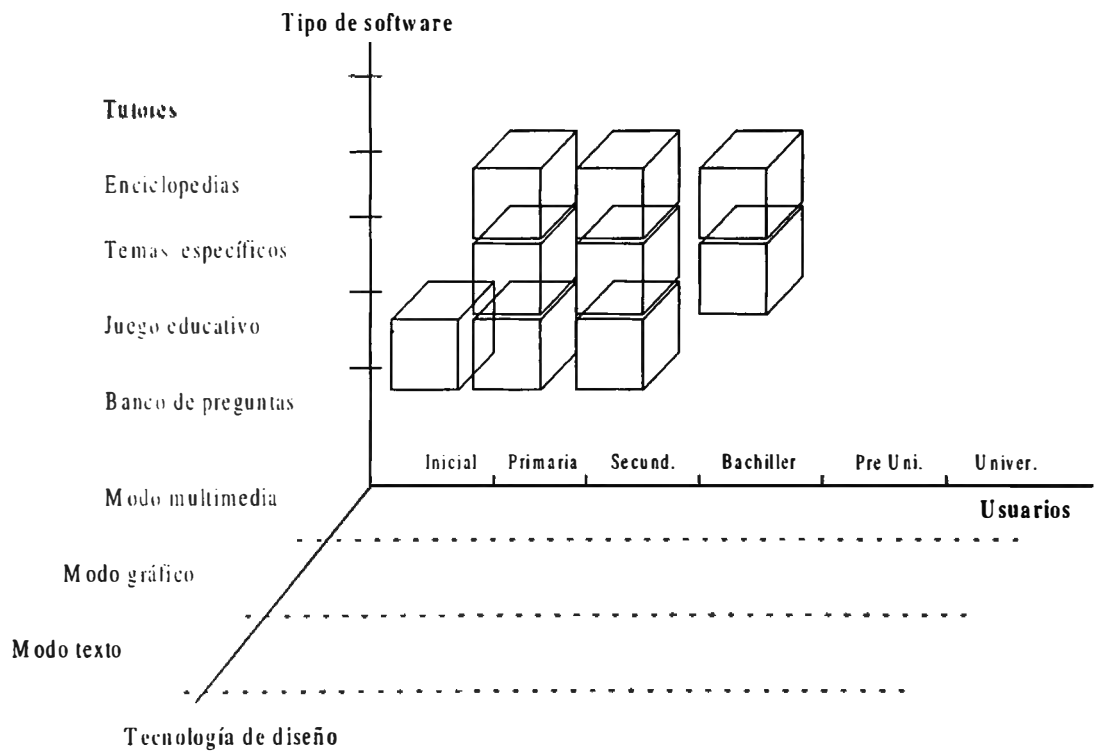 Tipo de software
Tutores
Enciclopedias
Temas específicos
Juego educativo
Banco de preguntas
Inicial Primaria Secund. Bachiller Pre Uni. Univer.
Modo multimedia
Usuarios
Modo gráfico
Modo texto
Tecnología de diseño